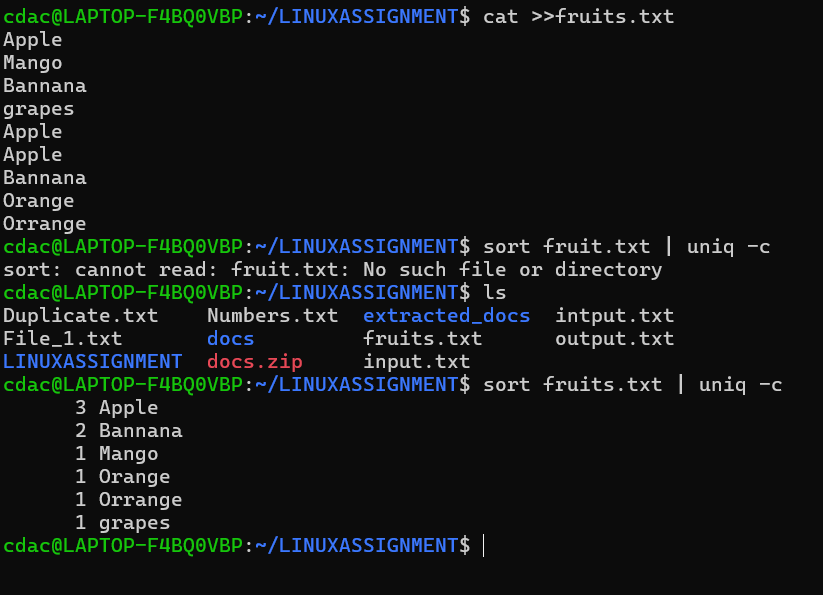 cdac@LAPTOP-F4BQ0VBP:~/LINUXASSIGNMENT$ cat >>fruits.txt
Apple
Mango
Bannana
grapes
Apple
Apple
Bannana
Orange
Orrange
cdac@LAPTOP-F4BQ0VBP:~/LINUXASSIGNMENT$ sort fruit.txt | uniq -c
sort: cannot read: fruit.txt: No such file or directory
cdac@LAPTOP-F4BQ0VBP:~/LINUXASSIGNMENT$ ls
Duplicate.txt    Numbers.txt  extracted_docs  intput.txt
File_1.txt       docs         fruits.txt      output.txt
LINUXASSIGNMENT  docs.zip     input.txt
cdac@LAPTOP-F4BQ0VBP:~/LINUXASSIGNMENT$ sort fruits.txt | uniq -c
      3 Apple
      2 Bannana
      1 Mango
      1 Orange
      1 Orrange
      1 grapes
cdac@LAPTOP-F4BQ0VBP:~/LINUXASSIGNMENT$